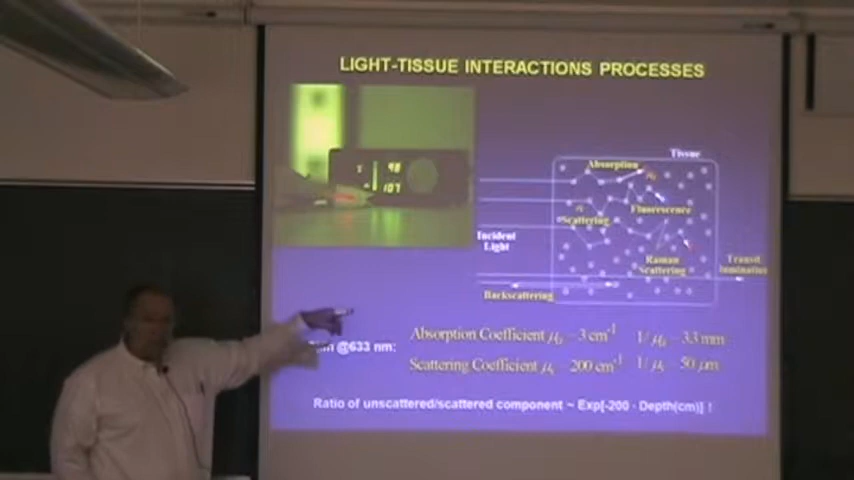 LIGHT-TISSUE INTERACTIONS PROCESSES
98
107
Tissue
Absorption
Fluorescence
Scattering
Incident
Light
Raman
Scattering
Transit
Backscattering
@633 nm:
Absorption Coefficient μa ~ 3 cm⁻¹ 1/μa ~ 3.3 mm
Scattering Coefficient μs ~ 200 cm⁻¹ 1/μs ~ 50 μm
Ratio of unscattered/scattered component ~ Exp[-200 · Depth(cm)] !